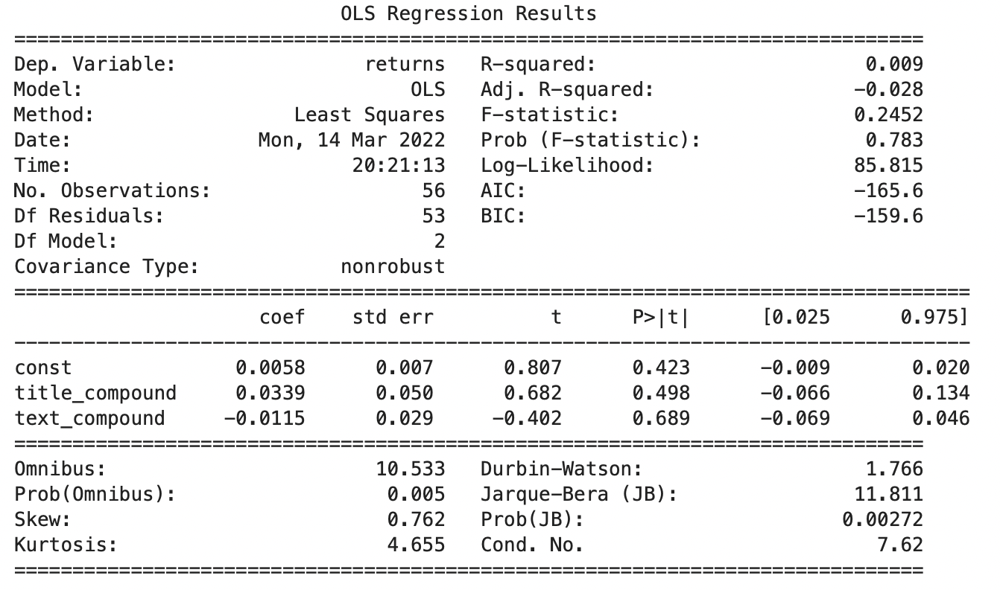 OLS Regression Results
==============================================================================
Dep. Variable:                returns   R-squared:                       0.009
Model:                            OLS   Adj. R-squared:                 -0.028
Method:                 Least Squares   F-statistic:                    0.2452
Date:                Mon, 14 Mar 2022   Prob (F-statistic):              0.783
Time:                        20:21:13   Log-Likelihood:                 85.815
No. Observations:                  56   AIC:                            -165.6
Df Residuals:                      53   BIC:                            -159.6
Df Model:                           2
Covariance Type:            nonrobust
==================================================================================
                     coef    std err          t      P>|t|      [0.025      0.975]
----------------------------------------------------------------------------------
const              0.0058      0.007      0.807      0.423      -0.009       0.020
title_compound     0.0339      0.050      0.682      0.498      -0.066       0.134
text_compound     -0.0115      0.029     -0.402      0.689      -0.069       0.046
==============================================================================
Omnibus:                       10.533   Durbin-Watson:                   1.766
Prob(Omnibus):                  0.005   Jarque-Bera (JB):               11.811
Skew:                           0.762   Prob(JB):                      0.00272
Kurtosis:                       4.655   Cond. No.                         7.62
==============================================================================